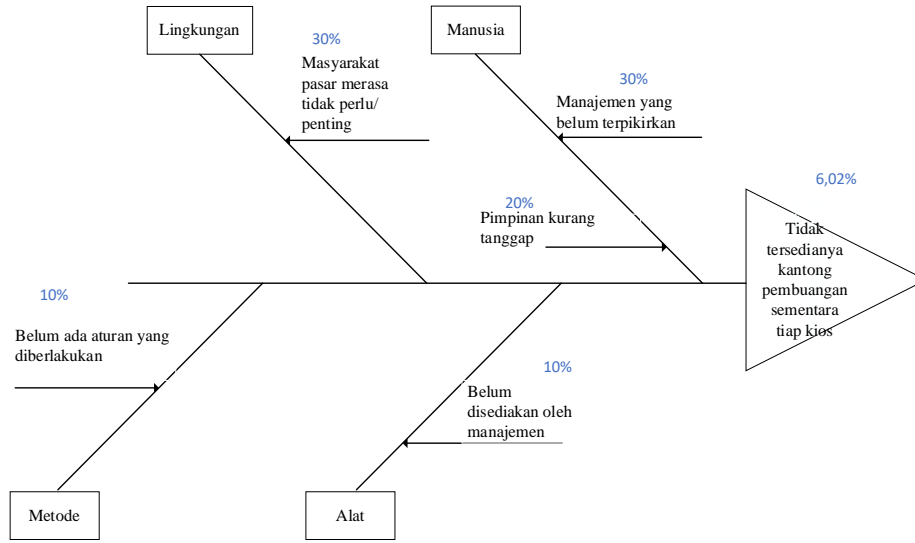 Lingkungan
Manusia
30%
Masyarakat
pasar merasa
tidak perlu/
penting
30%
Manajemen yang
belum terpikirkan
20%
Pimpinan kurang
tanggap
6,02%
Tidak
tersedianya
kantong
pembuangan
sementara
tiap kios
10%
Belum ada aturan yang
diberlakukan
10%
Belum
disediakan oleh
manajemen
Metode
Alat